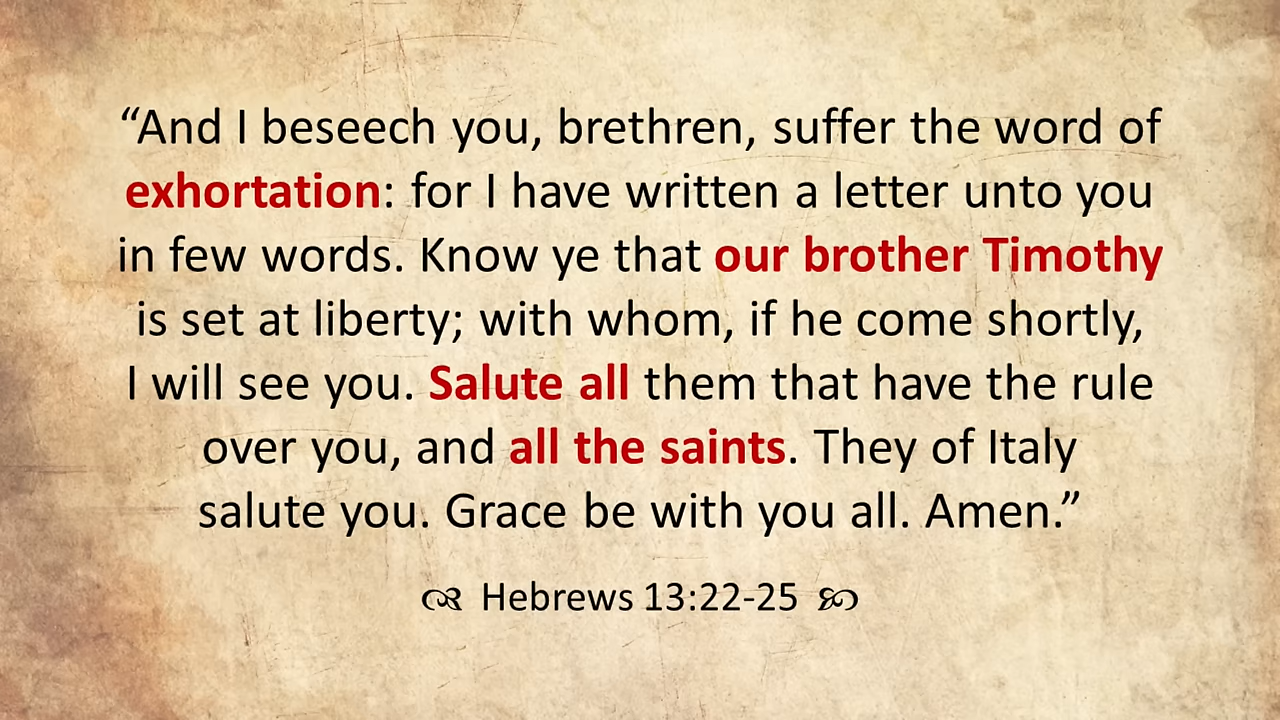 “And I beseech you, brethren, suffer the word of
exhortation: for I have written a letter unto you
in few words. Know ye that our brother Timothy
is set at liberty; with whom, if he come shortly,
I will see you. Salute all them that have the rule
over you, and all the saints. They of Italy
salute you. Grace be with you all. Amen.”
Hebrews 13:22-25